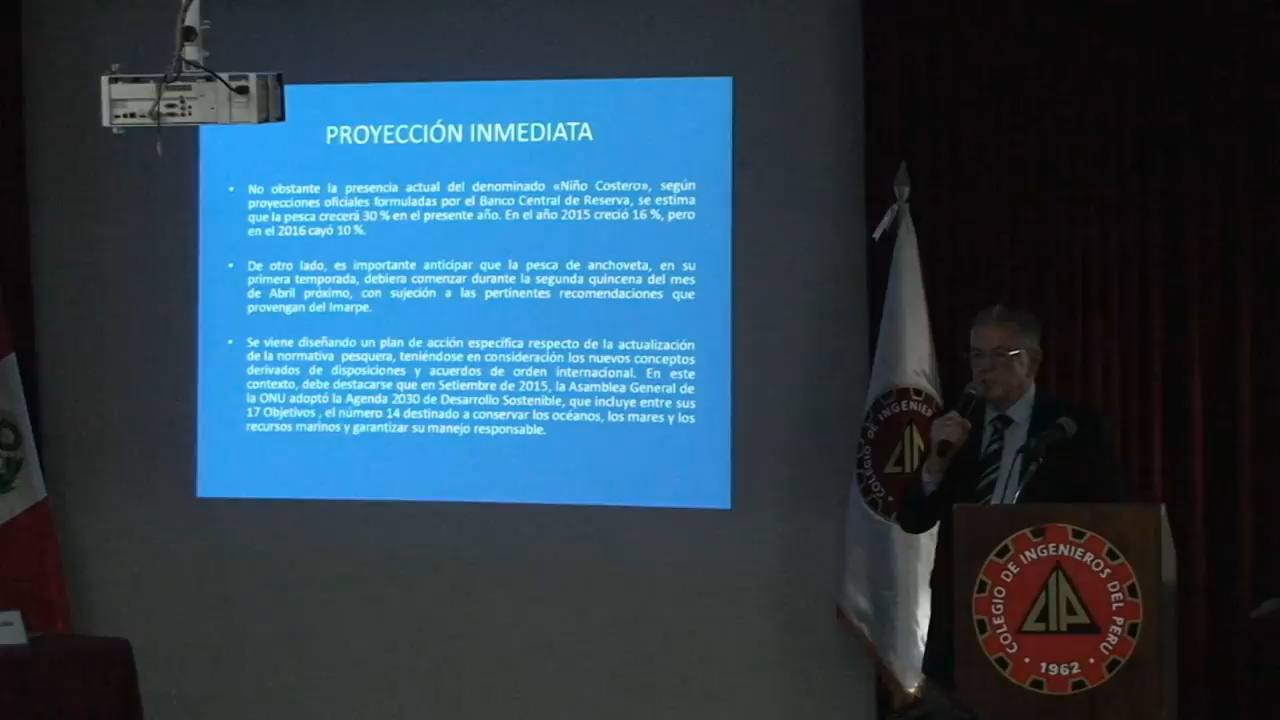 PROYECCIÓN INMEDIATA
• No obstante la presencia actual del denominado «Niño Costero», según
proyecciones oficiales formuladas por el Banco Central de Reserva, se estima
que la pesca crecerá 30 % en el presente año. En el año 2015 creció 16 %, pero
en el 2016 cayó 10 %.
• De otro lado, es importante anticipar que la pesca de anchoveta, en su
primera temporada, debiera comenzar durante la segunda quincena del mes
de Abril próximo, con sujeción a las pertinentes recomendaciones que
provengan del Imarpe.
• Se viene diseñando un plan de acción específica respecto de la actualización
de la normativa pesquera, teniéndose en consideración los nuevos conceptos
derivados de disposiciones y acuerdos de orden internacional. En este
contexto, debe destacarse que en Setiembre de 2015, la Asamblea General de
la ONU adoptó la Agenda 2030 de Desarrollo Sostenible, que incluye entre sus
17 Objetivos , el número 14 destinado a conservar los océanos, los mares y los
recursos marinos y garantizar su manejo responsable.
COLEGIO DE INGENIE
CIP
COLEGIO DE INGENIEROS DEL PERU
CIP
• 1962 •